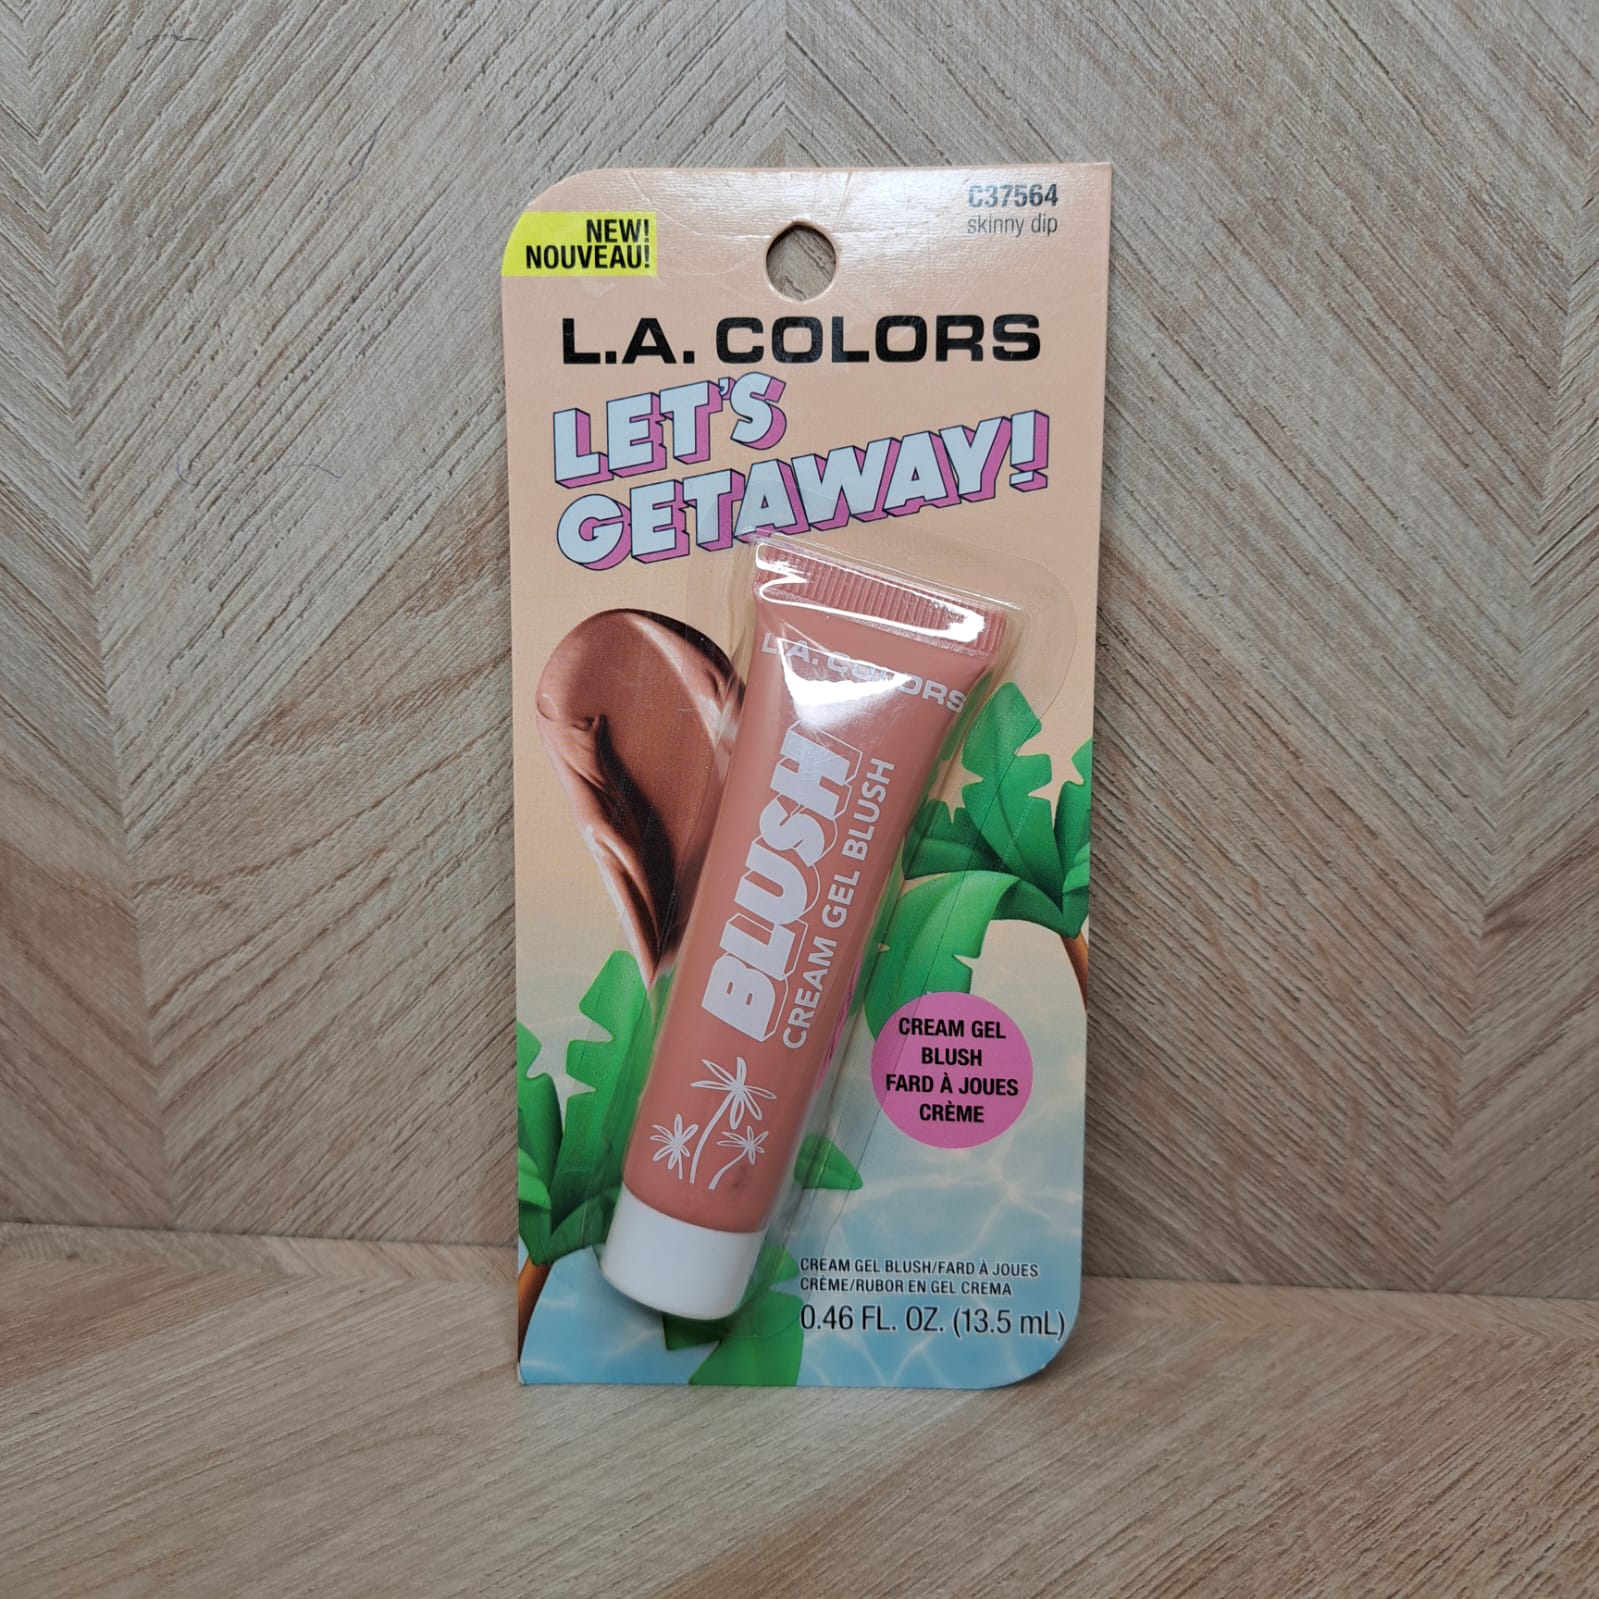 C37564
skinny dip
NEW!
NOUVEAU!
L.A. COLORS
LET'S
GETAWAY!
L.A. COLORS
BLUSH
CREAM GEL BLUSH
CREAM GEL
BLUSH
FARD À JOUES
CRÈME
CREAM GEL BLUSH/FARD À JOUES
CRÈME/RUBOR EN GEL CREMA
0.46 FL. OZ. (13.5 mL)